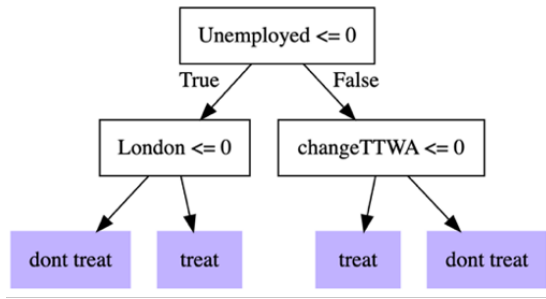 Unemployed <= 0
True
False
London <= 0
changeTTWA <= 0
dont treat
treat
treat
dont treat